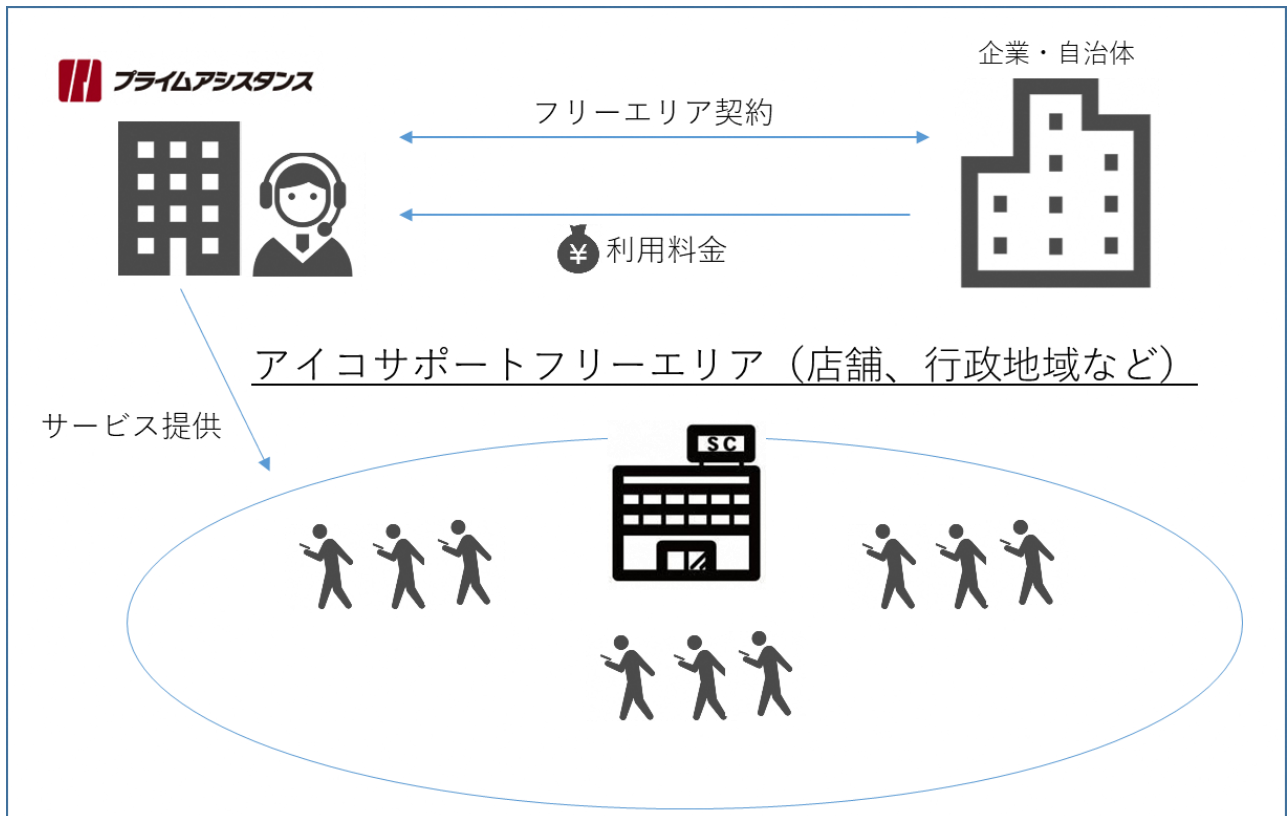 プライムアシスタンス
企業・自治体
フリーエリア契約
¥利用料金
アイコサポートフリーエリア（店舗、行政地域など）
サービス提供
SC